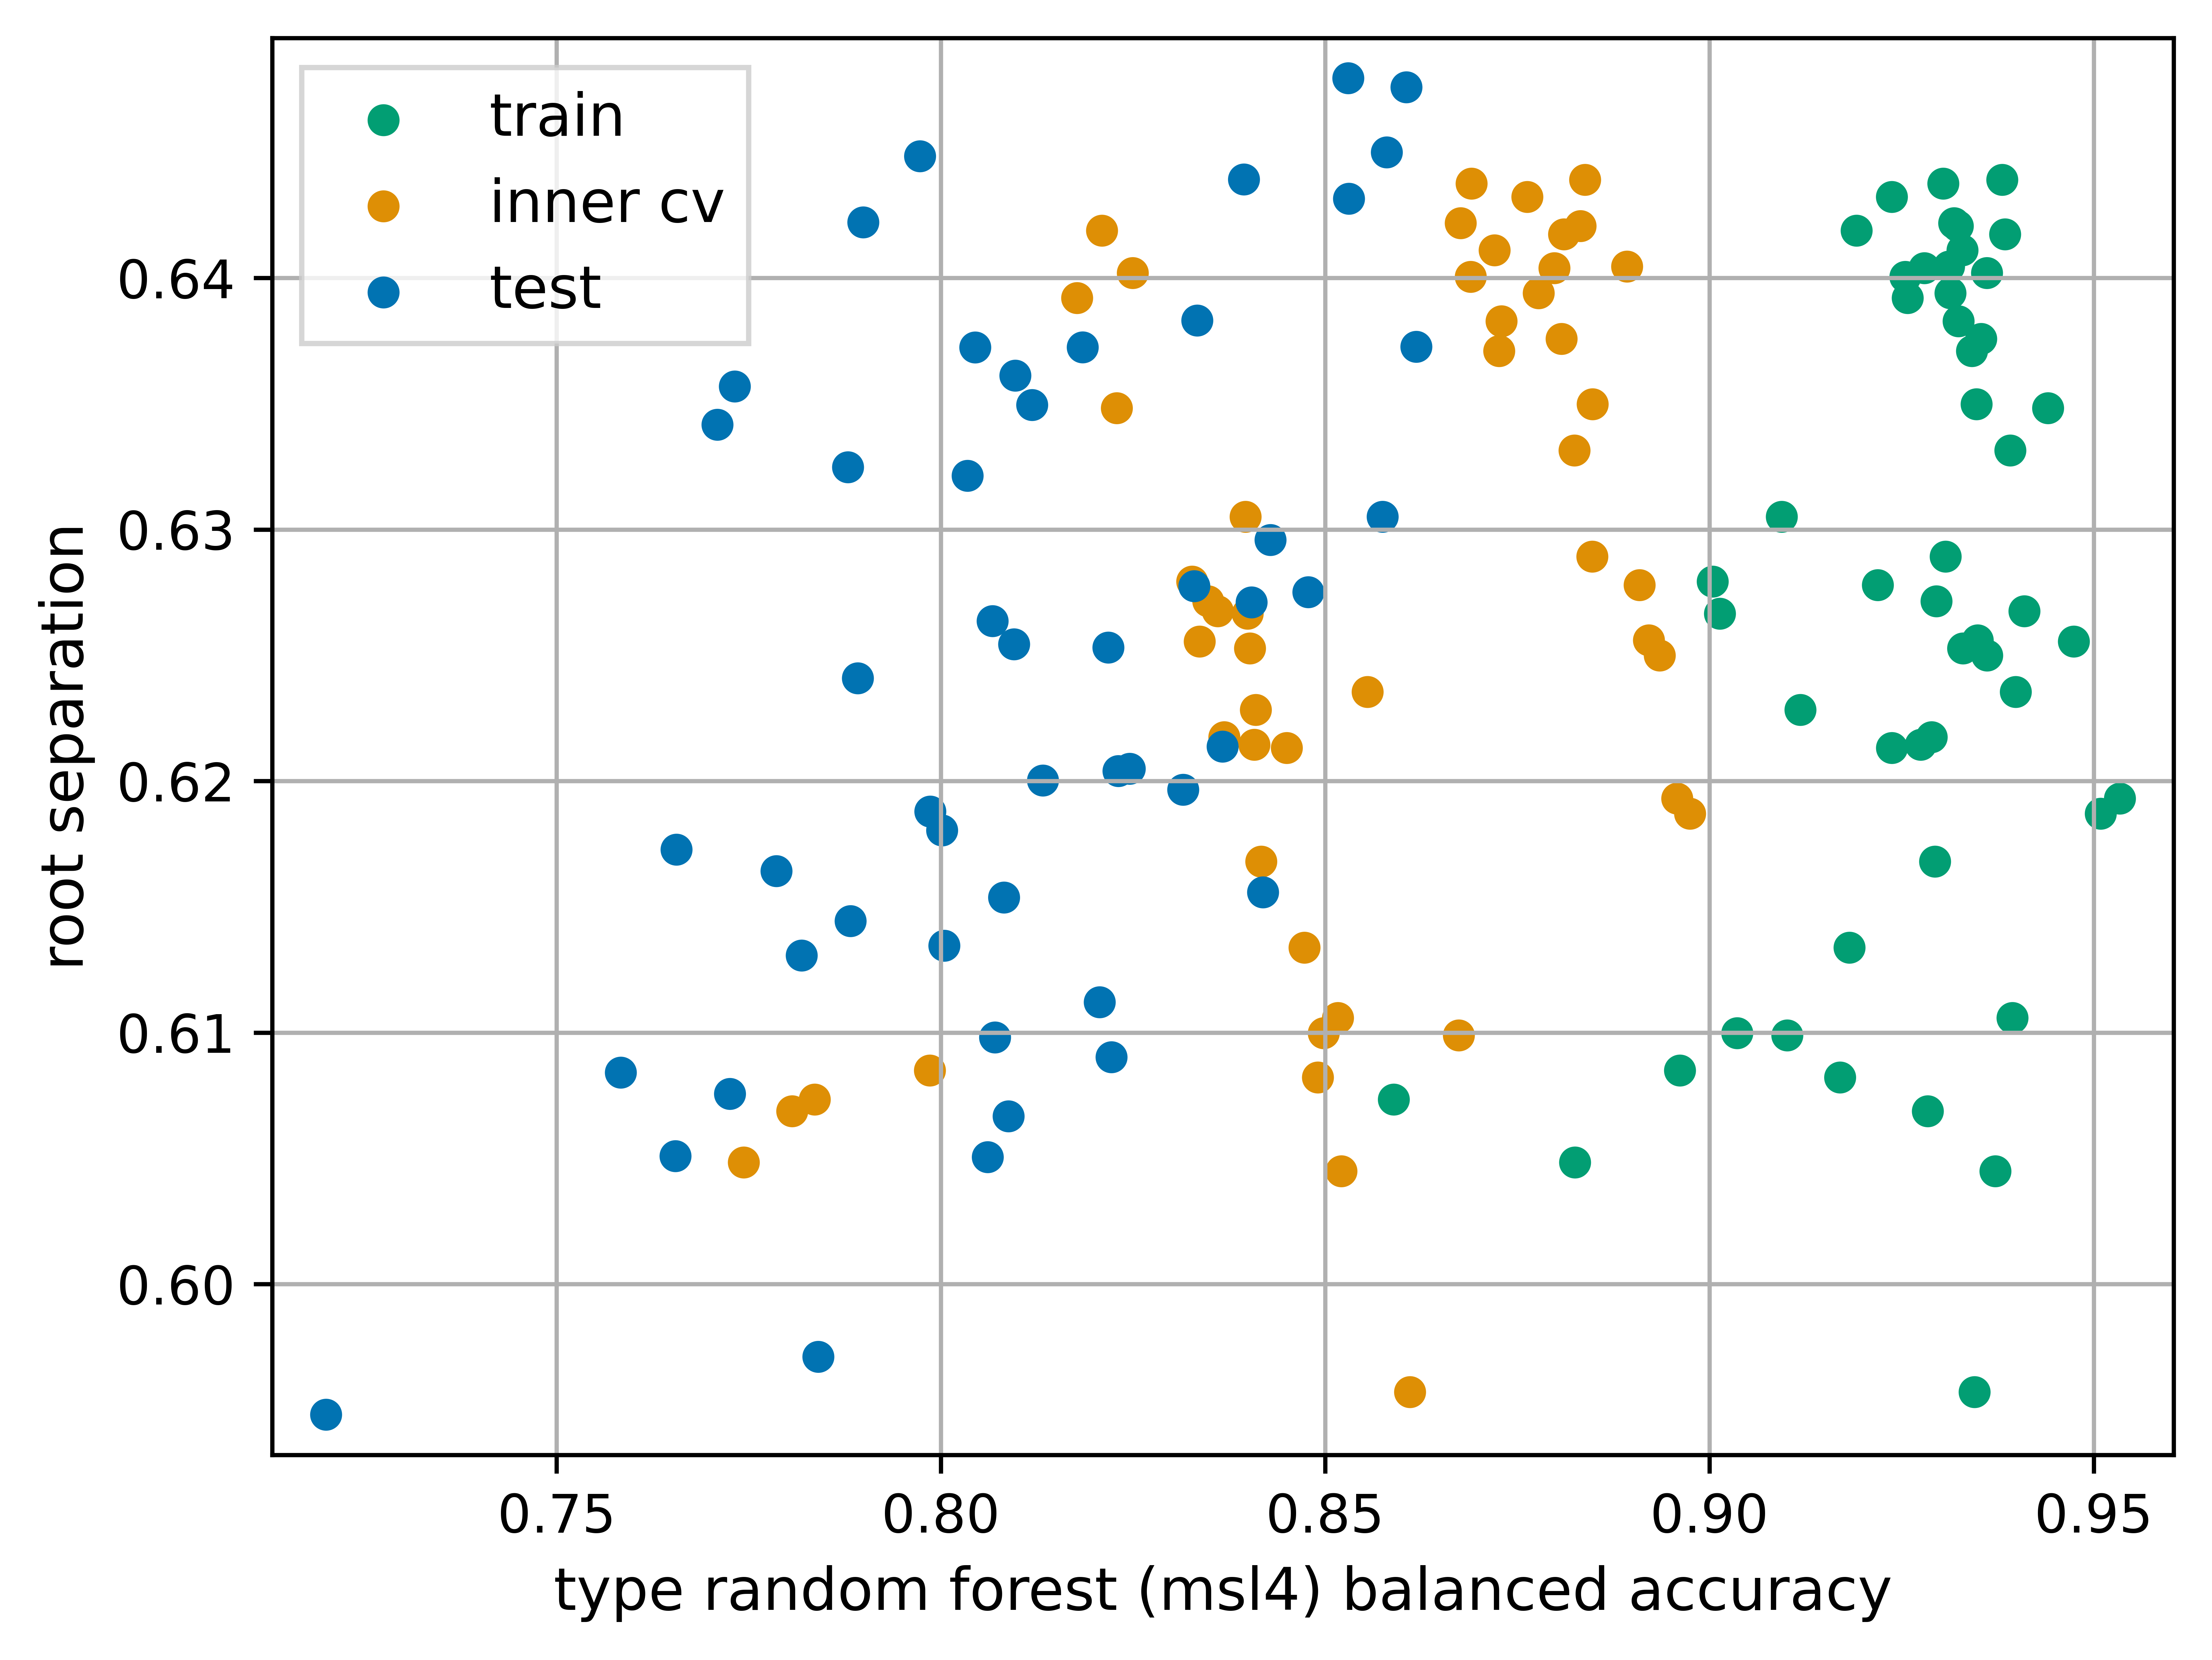 train
inner cv
test
0.64
0.63
0.62
0.61
0.60
root separation
0.75 0.80 0.85 0.90 0.95
type random forest (msl4) balanced accuracy